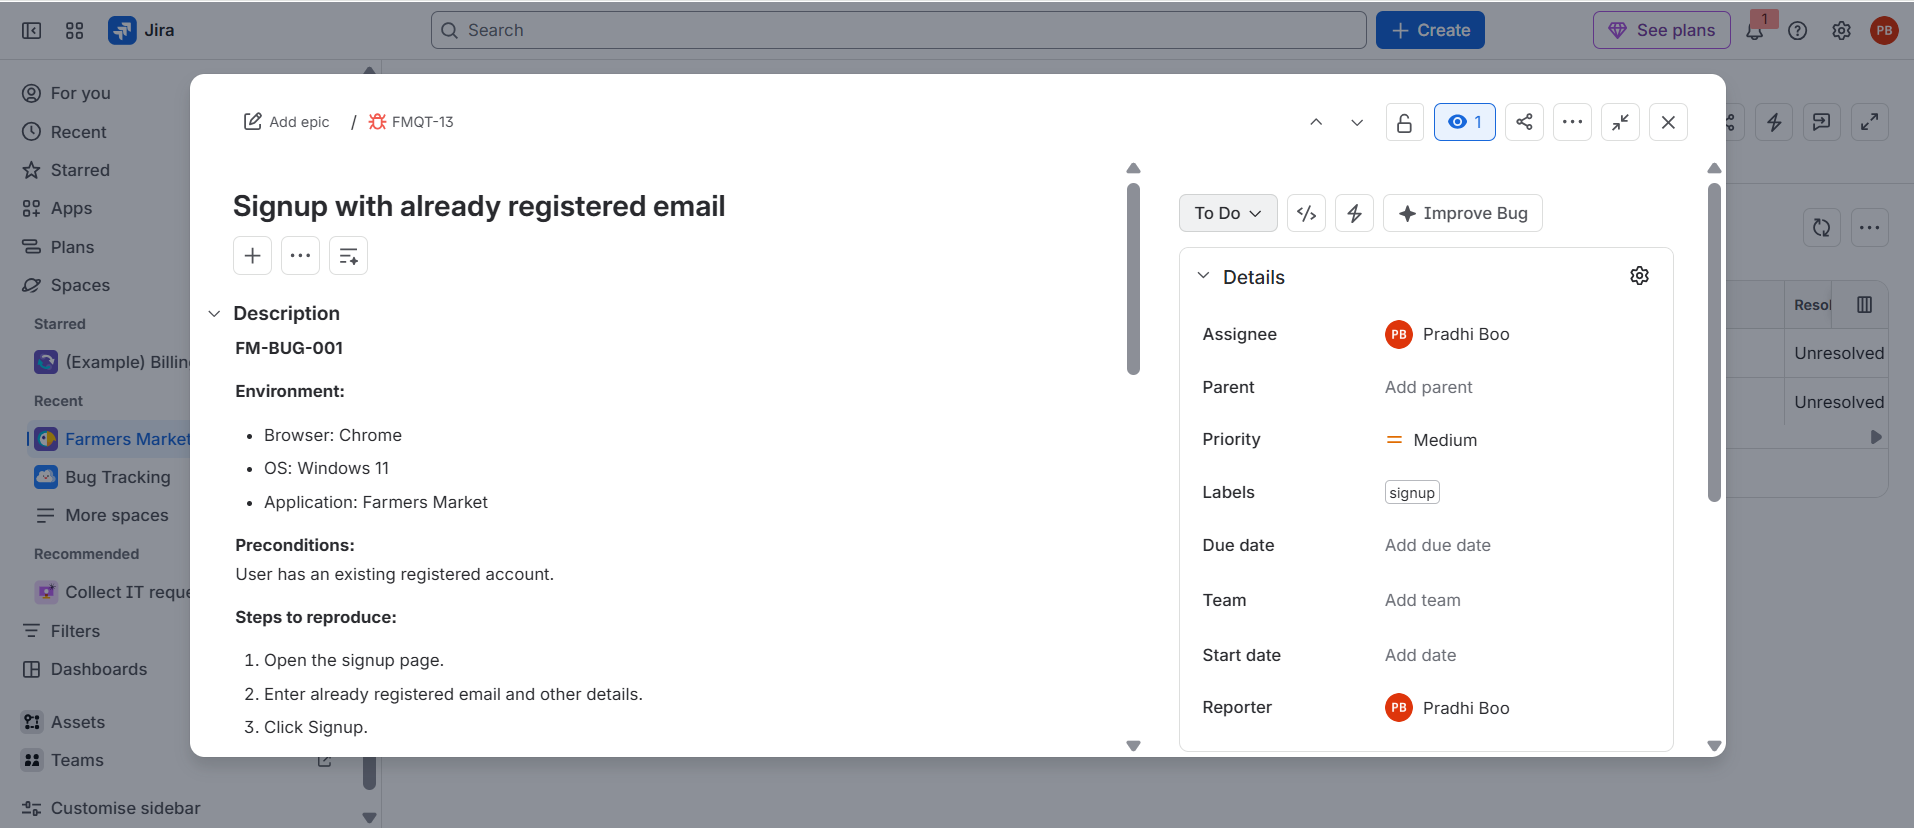 Jira
Search
Create
See plans
1
PB
For you
Recent
Starred
Apps
Plans
Spaces
Starred
(Example) Billin
Recent
Farmers Market
Bug Tracking
More spaces
Recommended
Collect IT reque
Filters
Dashboards
Assets
Teams
Customise sidebar
Add epic / FMQT-13
1
Signup with already registered email
Description
FM-BUG-001
Environment:
• Browser: Chrome
• OS: Windows 11
• Application: Farmers Market
Preconditions:
User has an existing registered account.
Steps to reproduce:
1. Open the signup page.
2. Enter already registered email and other details.
3. Click Signup.
To Do
Improve Bug
Details
Assignee PB Pradhi Boo
Parent Add parent
Priority Medium
Labels signup
Due date Add due date
Team Add team
Start date Add date
Reporter PB Pradhi Boo
Resol
Unresolved
Unresolved